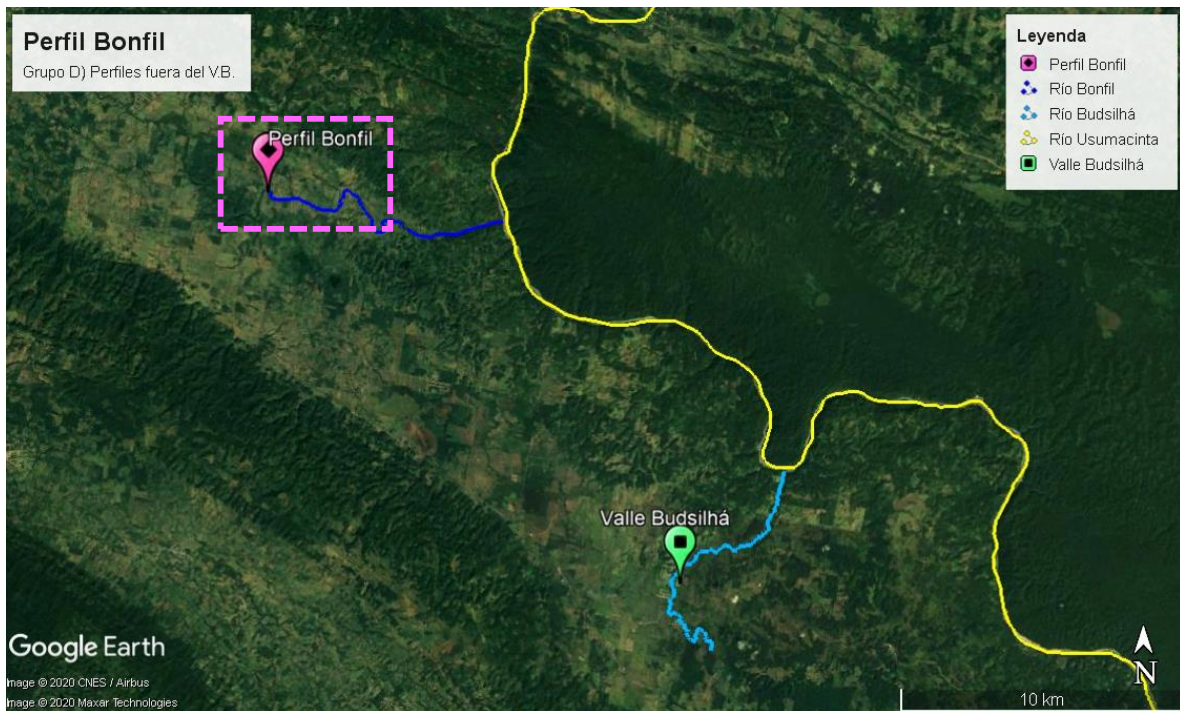 Perfil Bonfil
Grupo D) Perfiles fuera del V.B.
Leyenda
Perfil Bonfil
Río Bonfil
Río Budsilhá
Río Usumacinta
Valle Budsilhá
Perfil Bonfil
Valle Budsilhá
Google Earth
Image © 2020 CNES / Airbus
Image © 2020 Maxar Technologies
N
10 km